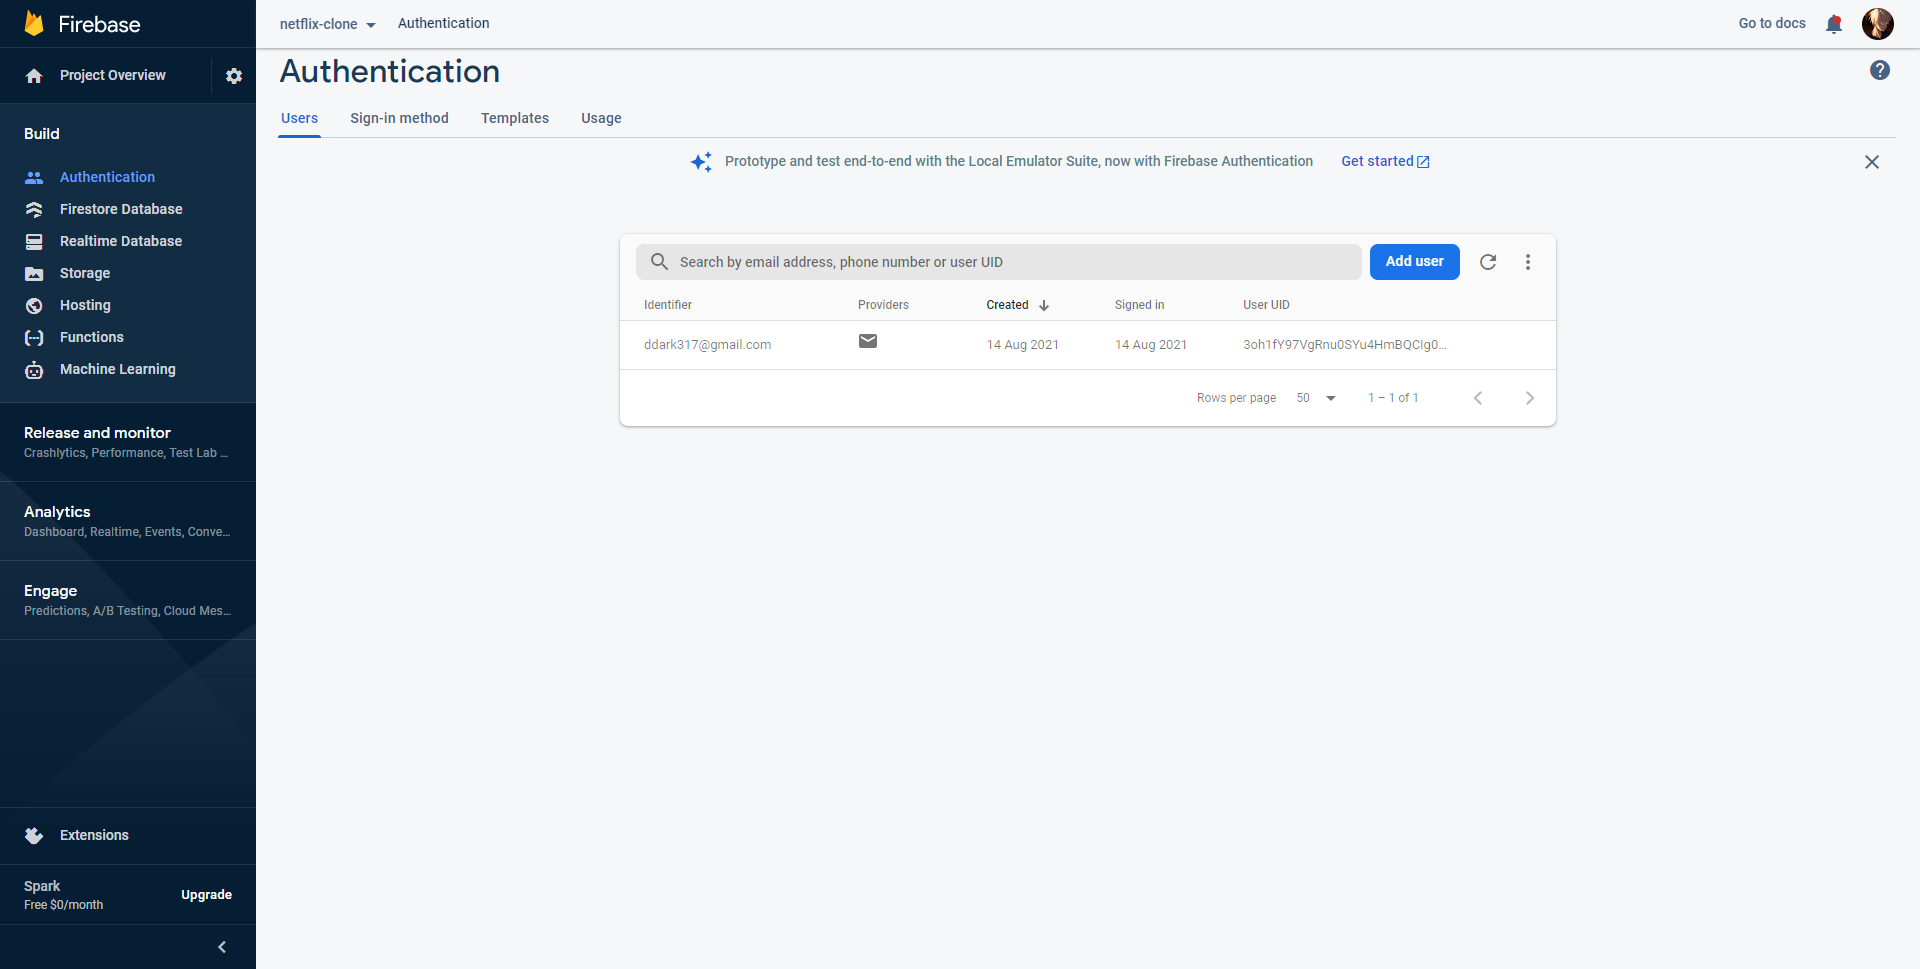 Firebase
netflix-clone
Authentication
Go to docs
Project Overview
Authentication
Users
Sign-in method
Templates
Usage
Prototype and test end-to-end with the Local Emulator Suite, now with Firebase Authentication
Get started
Build
Authentication
Firestore Database
Realtime Database
Storage
Hosting
Functions
Machine Learning
Release and monitor
Crashlytics, Performance, Test Lab ...
Analytics
Dashboard, Realtime, Events, Conve...
Engage
Predictions, A/B Testing, Cloud Mes...
Extensions
Spark
Free $0/month
Upgrade
Search by email address, phone number or user UID
Add user
Identifier
Providers
Created
Signed in
User UID
ddark317@gmail.com
14 Aug 2021
14 Aug 2021
3oh1fY97VgRnu0SYu4HmBQCIg0...
Rows per page
50
1 – 1 of 1